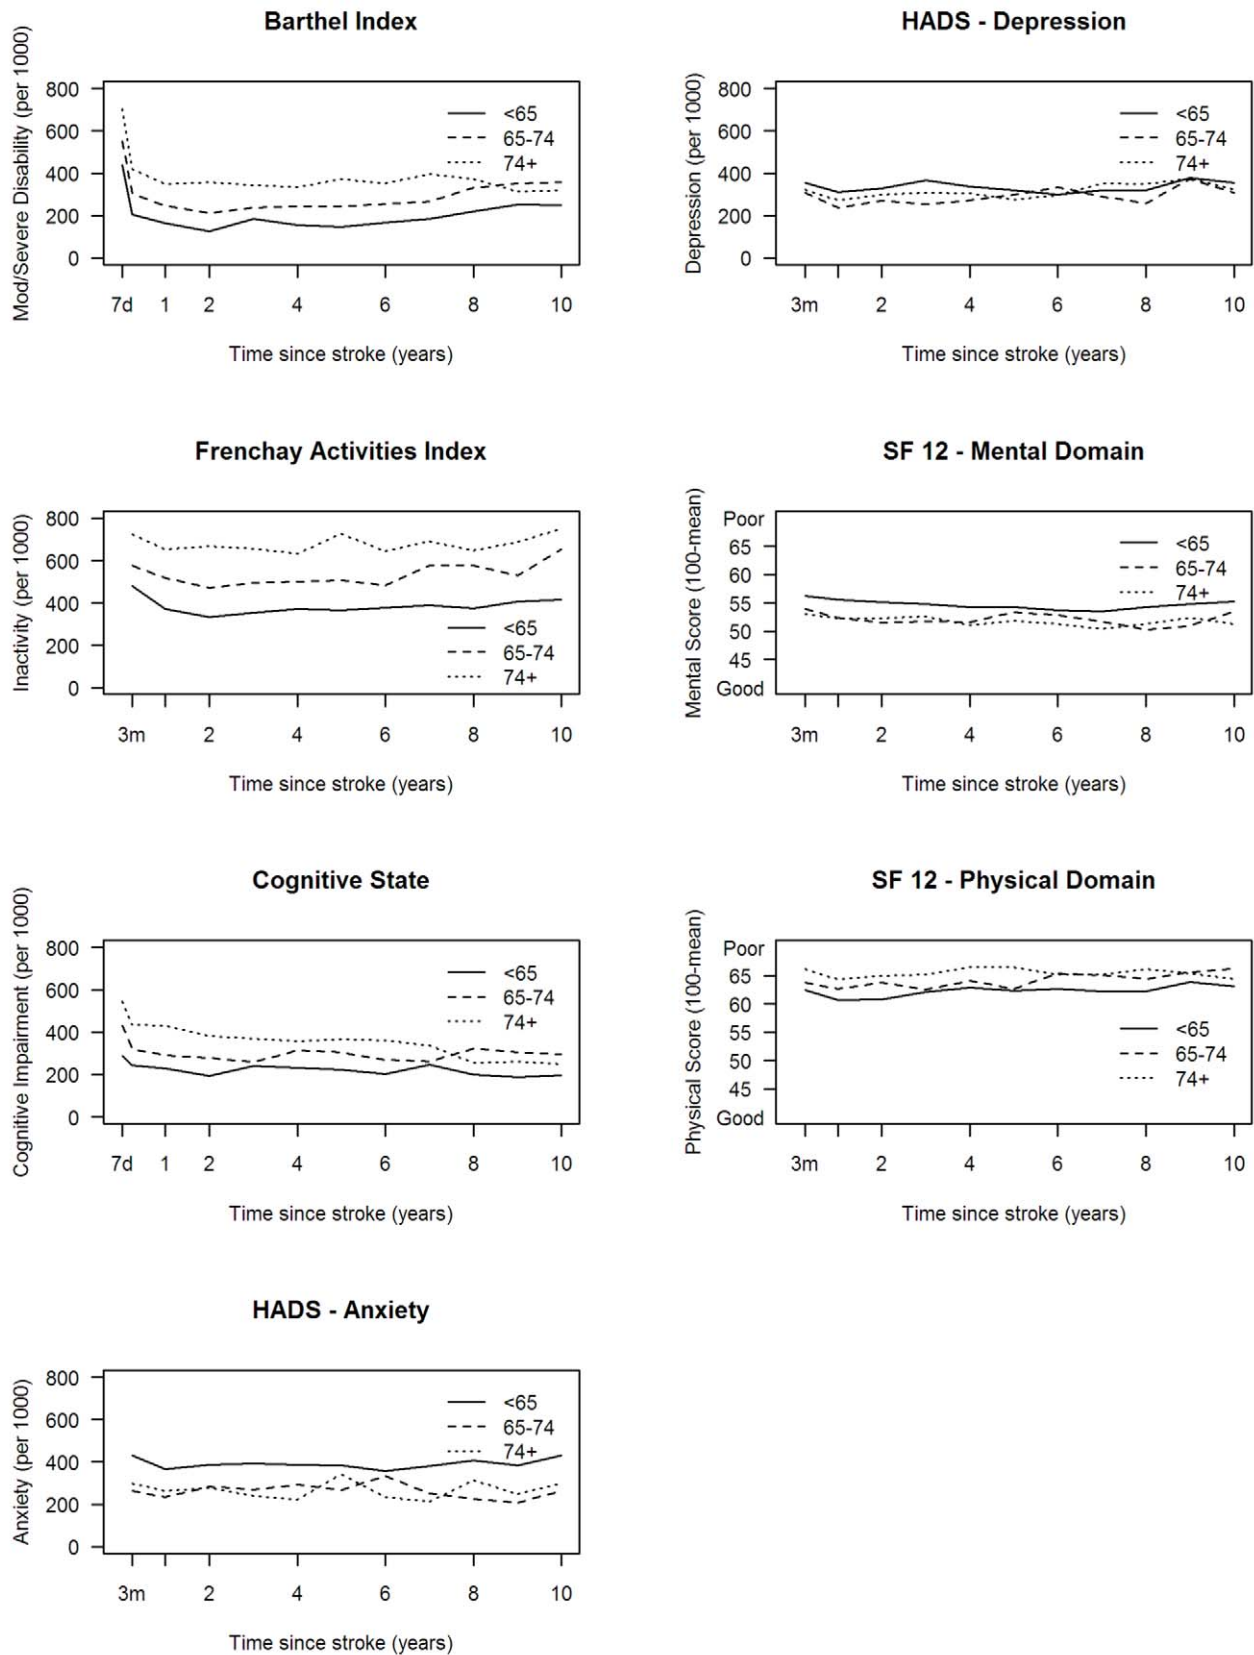 Barthel Index
Mod/Severe Disability (per 1000)
800
600
400
200
0
<65
65-74
74+
7d 1 2 4 6 8 10
Time since stroke (years)
HADS - Depression
Depression (per 1000)
800
600
400
200
0
<65
65-74
74+
3m 2 4 6 8 10
Time since stroke (years)
Frenchay Activities Index
Inactivity (per 1000)
800
600
400
200
0
<65
65-74
74+
3m 2 4 6 8 10
Time since stroke (years)
SF 12 - Mental Domain
Mental Score (100-mean)
Poor
65
60
55
50
45
Good
<65
65-74
74+
3m 2 4 6 8 10
Time since stroke (years)
Cognitive State
Cognitive Impairment (per 1000)
800
600
400
200
0
<65
65-74
74+
7d 1 2 4 6 8 10
Time since stroke (years)
SF 12 - Physical Domain
Physical Score (100-mean)
Poor
65
60
55
50
45
Good
<65
65-74
74+
3m 2 4 6 8 10
Time since stroke (years)
HADS - Anxiety
Anxiety (per 1000)
800
600
400
200
0
<65
65-74
74+
3m 2 4 6 8 10
Time since stroke (years)